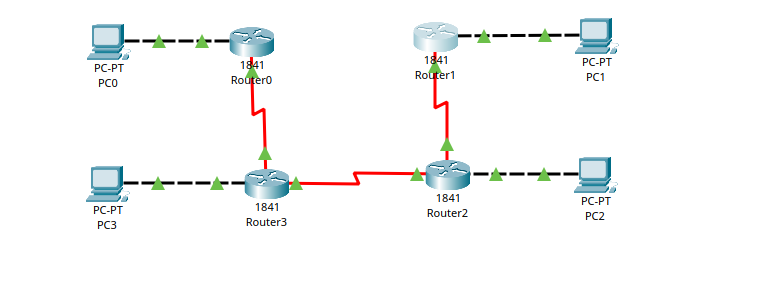 PC-PT
PC0
1841
Router0
1841
Router1
PC-PT
PC1
PC-PT
PC3
1841
Router3
1841
Router2
PC-PT
PC2